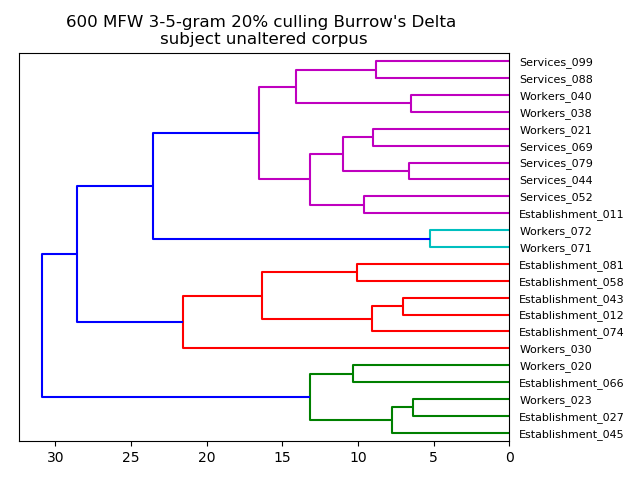 600 MFW 3-5-gram 20% culling Burrow's Delta
subject unaltered corpus
Services_099
Services_088
Workers_040
Workers_038
Workers_021
Services_069
Services_079
Services_044
Services_052
Establishment_011
Workers_072
Workers_071
Establishment_081
Establishment_058
Establishment_043
Establishment_012
Establishment_074
Workers_030
Workers_020
Establishment_066
Workers_023
Establishment_027
Establishment_045
30 25 20 15 10 5 0